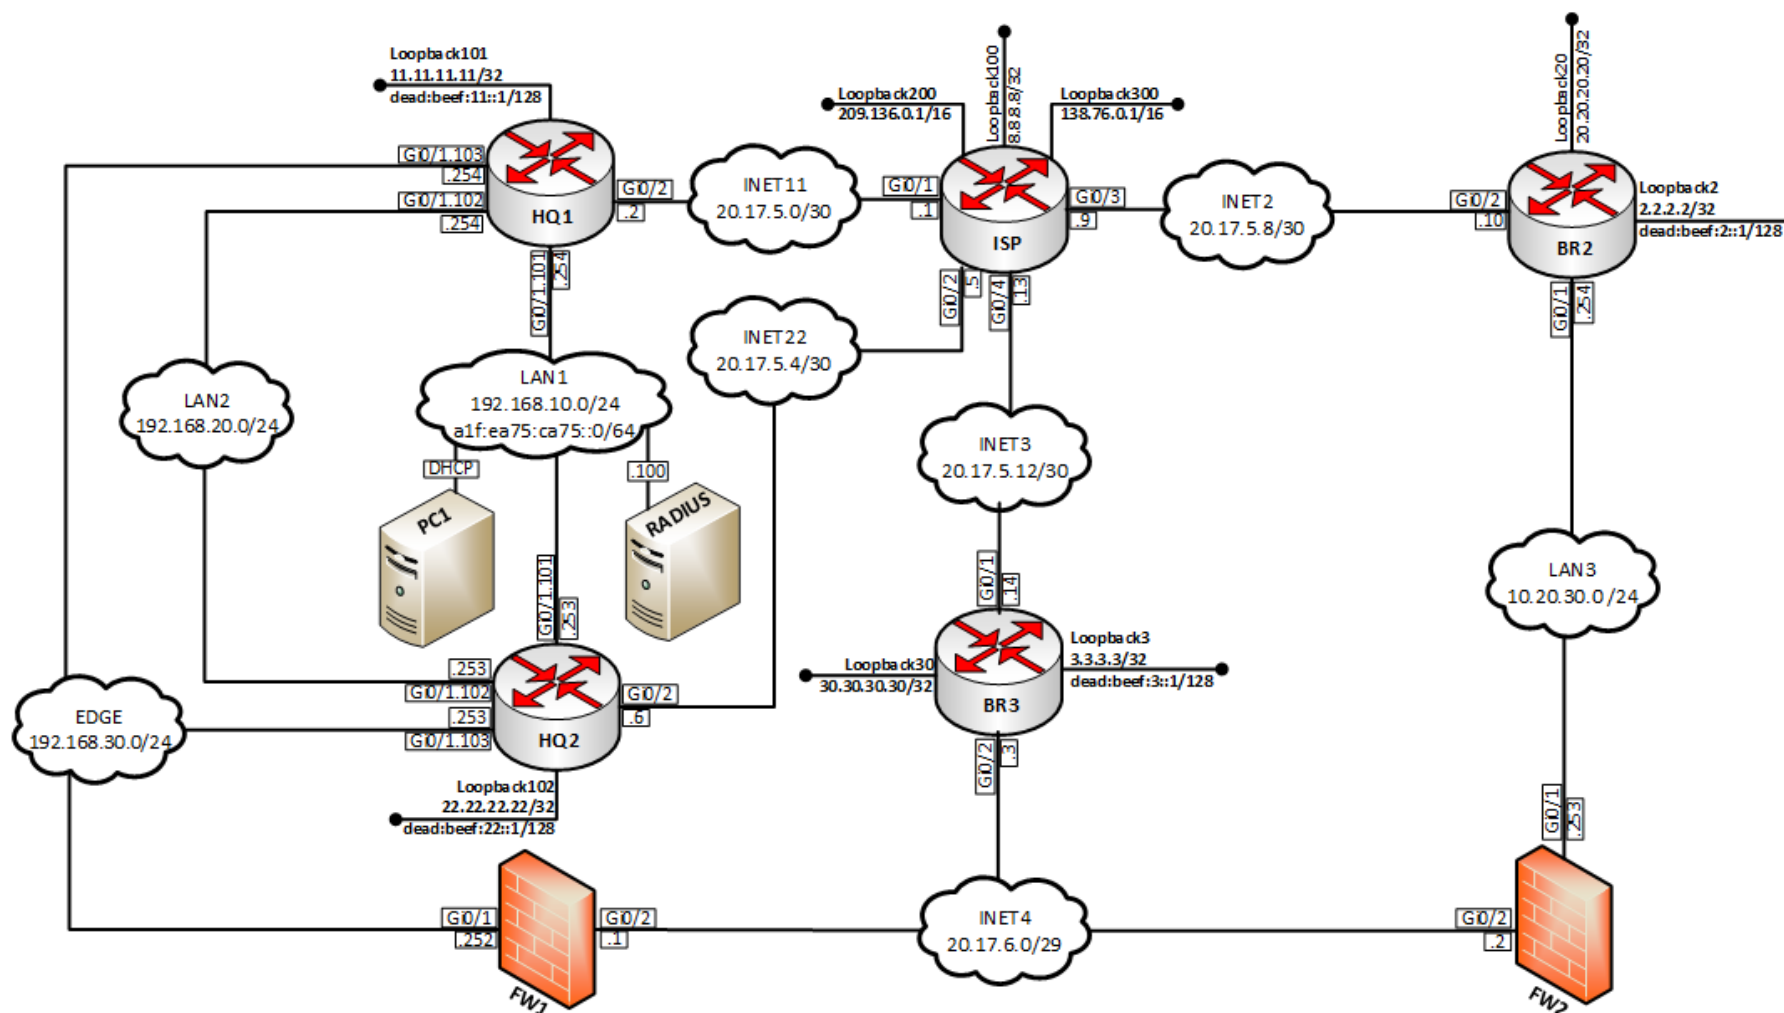 Loopback101
11.11.11.11/32
dead:beef:11::1/128
Gi0/1.103
.254
Gi0/1.102
.254
HQ1
Gi0/2
.2
Gi0/1.101
.254
INET11
20.17.5.0/30
Loopback200
209.136.0.1/16
Loopback100
8.8.8.8/32
Loopback300
138.76.0.1/16
Gi0/1
.1
ISP
Gi0/3
.9
Gi0/2
.5
Gi0/4
.13
INET2
20.17.5.8/30
Loopback20
20.20.20.20/32
Gi0/2
.10
BR2
Loopback2
2.2.2.2/32
dead:beef:2::1/128
Gi0/1
.254
INET22
20.17.5.4/30
LAN2
192.168.20.0/24
LAN1
192.168.10.0/24
a1f:ea75:ca75::0/64
DHCP
.100
PC1
RADIUS
INET3
20.17.5.12/30
LAN3
10.20.30.0 /24
Gi0/1.101
.253
.253
Gi0/1.102
.253
Gi0/1.103
HQ2
Gi0/2
.6
Loopback102
22.22.22.22/32
dead:beef:22::1/128
EDGE
192.168.30.0/24
Gi0/1
.14
Loopback30
30.30.30.30/32
BR3
Loopback3
3.3.3.3/32
dead:beef:3::1/128
Gi0/2
.3
Gi0/1
.253
Gi0/1
.252
FW1
Gi0/2
.1
INET4
20.17.6.0/29
Gi0/2
.2
FW2